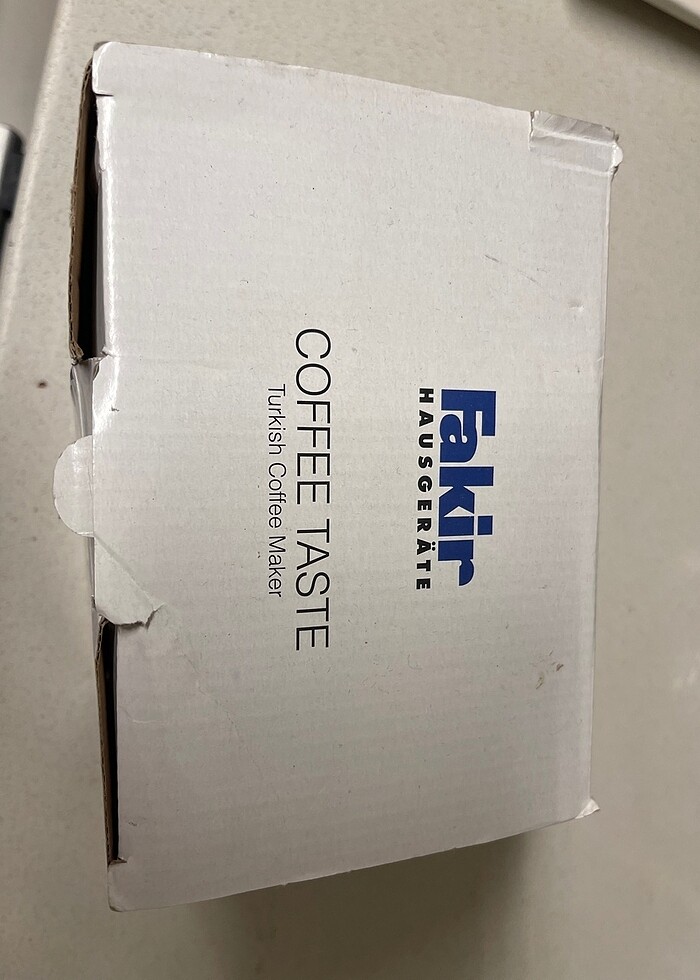 Fakir
HAUSGERÄTE
COFFEE TASTE
Turkish Coffee Maker